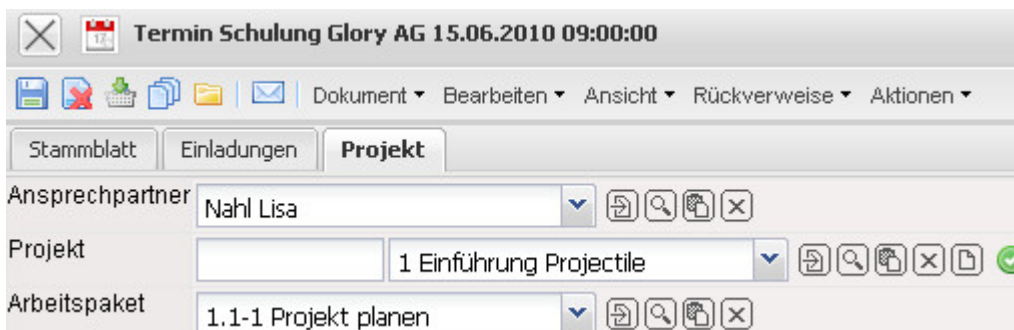 Termin Schulung Glory AG 15.06.2010 09:00:00
Dokument Bearbeiten Ansicht Rückverweise Aktionen
Stammblatt Einladungen Projekt
Ansprechpartner Nahl Lisa
Projekt 1 Einführung Projectile
Arbeitspaket 1.1-1 Projekt planen